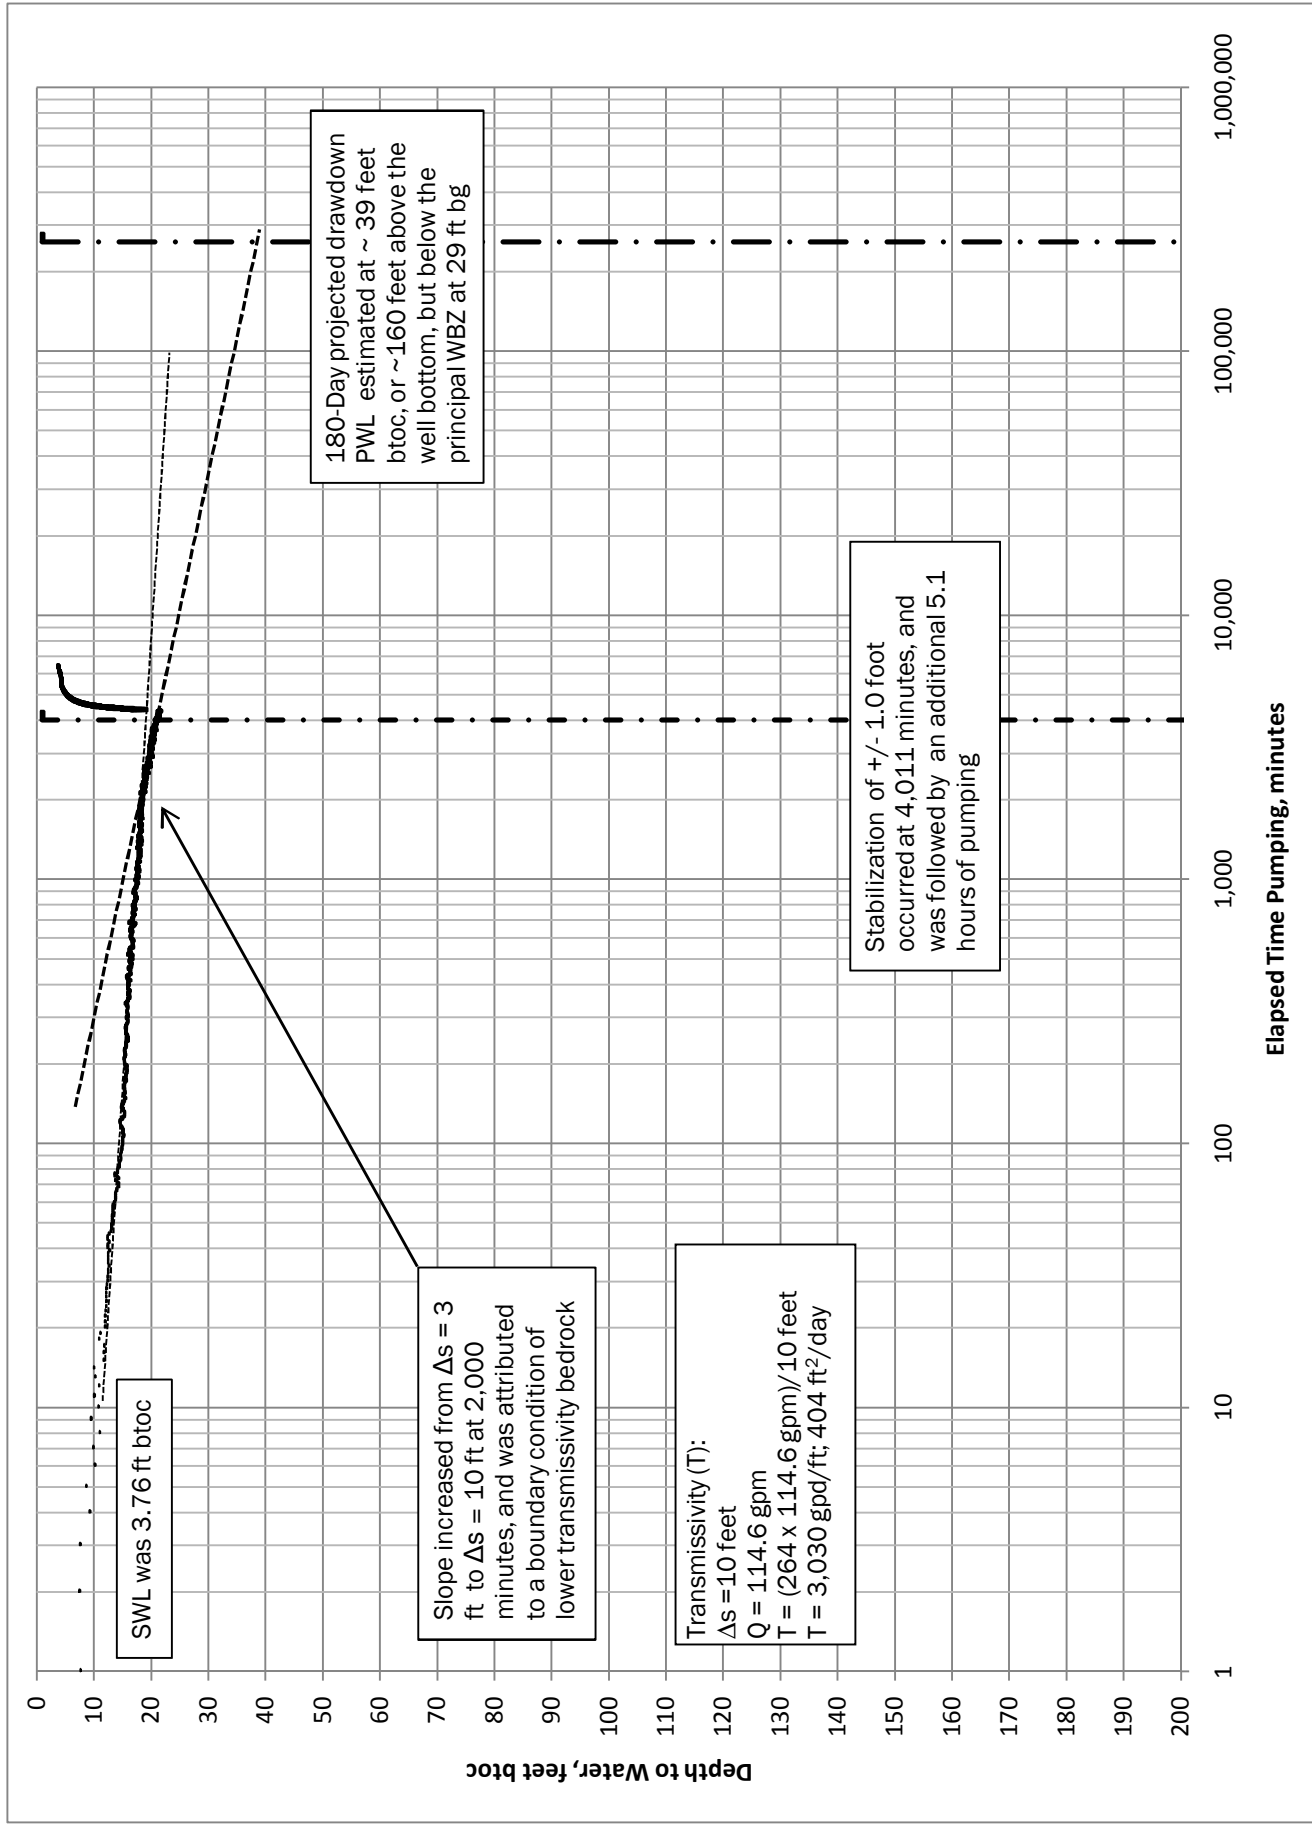 0
10
20
30
40
50
60
70
80
90
100
110
120
130
140
150
160
170
180
190
200
Depth to Water, feet btoc
SWL was 3.76 ft btoc
180-Day projected drawdown
PWL estimated at ~ 39 feet
btoc, or ~160 feet above the
well bottom, but below the
principal WBZ at 29 ft bg
Slope increased from Δs = 3
ft to Δs = 10 ft at 2,000
minutes, and was attributed
to a boundary condition of
lower transmissivity bedrock
Transmissivity (T):
Δs =10 feet
Q = 114.6 gpm
T = (264 x 114.6 gpm)/10 feet
T = 3,030 gpd/ft; 404 ft²/day
Stabilization of +/- 1.0 foot
occurred at 4,011 minutes, and
was followed by an additional 5.1
hours of pumping
1
10
100
1,000
10,000
100,000
1,000,000
Elapsed Time Pumping, minutes